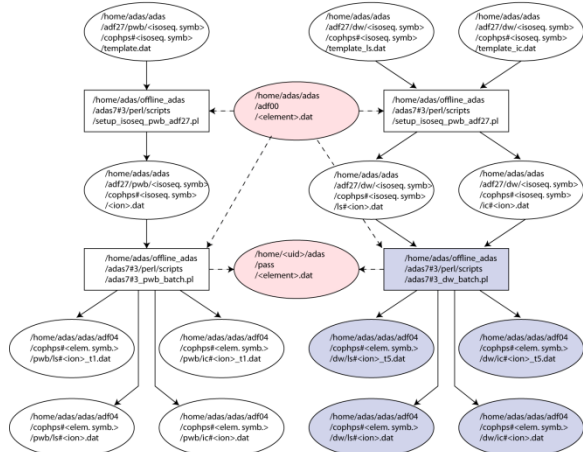 /home/adas/adas
/adf27/pwb/<isoseq. symb>
/cophps#<isoseq. symb>
/template.dat
/home/adas/adas
/adf27/dw/<isoseq. symb>
/cophps#<isoseq. symb>
/template_ls.dat
/home/adas/adas
/adf27/dw/<isoseq. symb>
/cophps#<isoseq. symb>
/template_ic.dat
/home/adas/offline_adas
/adas7#3/perl/scripts
/setup_isoseq_pwb_adf27.pl
/home/adas/adas
/adf00
/<element>.dat
/home/adas/offline_adas
/adas7#3/perl/scripts
/setup_isoseq_pwb_adf27.pl
/home/adas/adas
/adf27/pwb/<isoseq. symb>
/cophps#<isoseq. symb>
/<ion>.dat
/home/adas/adas
/adf27/dw/<isoseq. symb>
/cophps#<isoseq. symb>
/ls#<ion>.dat
/home/adas/adas
/adf27/dw/<isoseq. symb>
/cophps#<isoseq. symb>
/ic#<ion>.dat
/home/adas/offline_adas
/adas7#3/perl/scripts
/adas7#3_pwb_batch.pl
/home/<uid>/adas
/pass
/<element>.dat
/home/adas/offline_adas
/adas7#3/perl/scripts
/adas7#3_dw_batch.pl
/home/adas/adas/adf04
/cophps#<elem. symb.>
/pwb/ls#<ion>_t1.dat
/home/adas/adas/adf04
/cophps#<elem. symb.>
/pwb/ic#<ion>_t1.dat
/home/adas/adas/adf04
/cophps#<elem. symb.>
/dw/ls#<ion>_t5.dat
/home/adas/adas/adf04
/cophps#<elem. symb.>
/dw/ic#<ion>_t5.dat
/home/adas/adas/adf04
/cophps#<elem. symb.>
/pwb/ls#<ion>.dat
/home/adas/adas/adf04
/cophps#<elem. symb.>
/pwb/ic#<ion>.dat
/home/adas/adas/adf04
/cophps#<elem. symb.>
/dw/ls#<ion>.dat
/home/adas/adas/adf04
/cophps#<elem. symb.>
/dw/ic#<ion>.dat